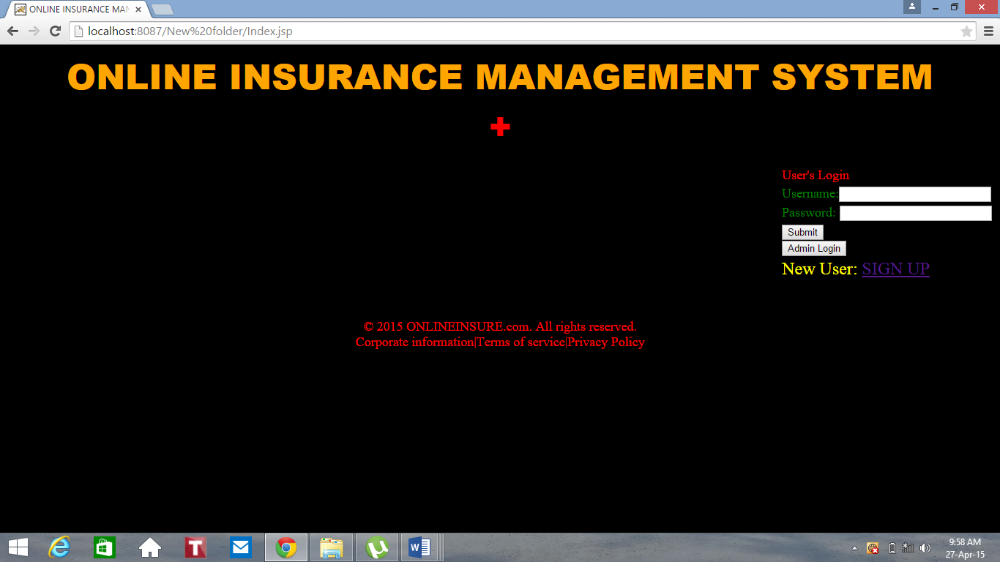 ONLINE INSURANCE MAN
localhost:8087/New%20folder/Index.jsp
ONLINE INSURANCE MANAGEMENT SYSTEM
User's Login
Username:
Password:
Submit
Admin Login
New User: SIGN UP
© 2015 ONLINEINSURE.com. All rights reserved.
Corporate information|Terms of service|Privacy Policy
9:58 AM
27-Apr-15